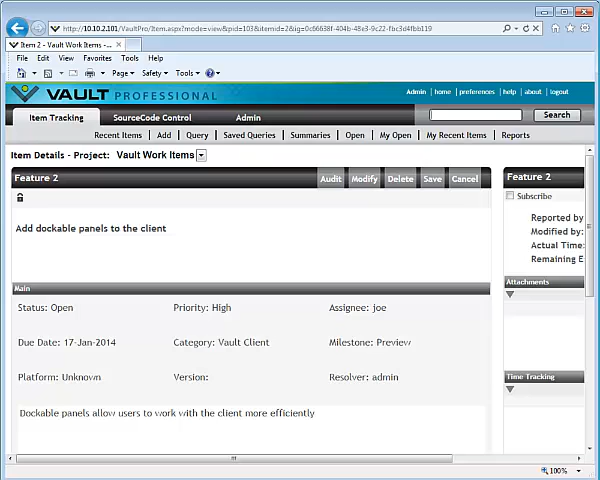 http://10.10.2.101/VaultPro/Item.aspx?mode=view&pid=103&itemid=2&ig=0d66638f-404b-48e3-9c22-fbc3d4fbb119
Item 2 - Vault Work Items - ...
File Edit View Favorites Tools Help
Page Safety Tools
VAULT PROFESSIONAL
Admin | home | preferences | help | about | logout
Item Tracking SourceCode Control Admin Search
Recent Items | Add | Query | Saved Queries | Summaries | Open | My Open | My Recent Items | Reports
Item Details - Project: Vault Work Items
Feature 2 Audit Modify Delete Save Cancel Feature 2
Subscribe
Add dockable panels to the client
Reported by
Modified by:
Actual Time:
Remaining E
Attachments
Main
Status: Open Priority: High Assignee: joe
Due Date: 17-Jan-2014 Category: Vault Client Milestone: Preview
Platform: Unknown Version: Resolver: admin
Time Tracking
Dockable panels allow users to work with the client more efficiently
100%